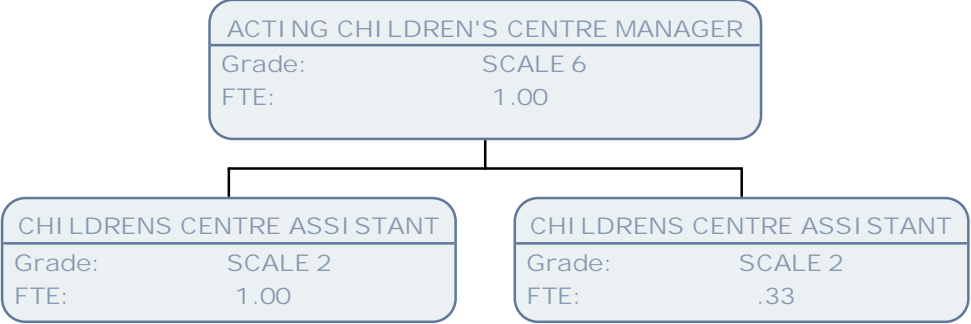 ACTING CHILDREN'S CENTRE MANAGER
Grade: SCALE 6
FTE: 1.00
CHILDRENS CENTRE ASSISTANT
Grade: SCALE 2
FTE: 1.00
CHILDRENS CENTRE ASSISTANT
Grade: SCALE 2
FTE: .33